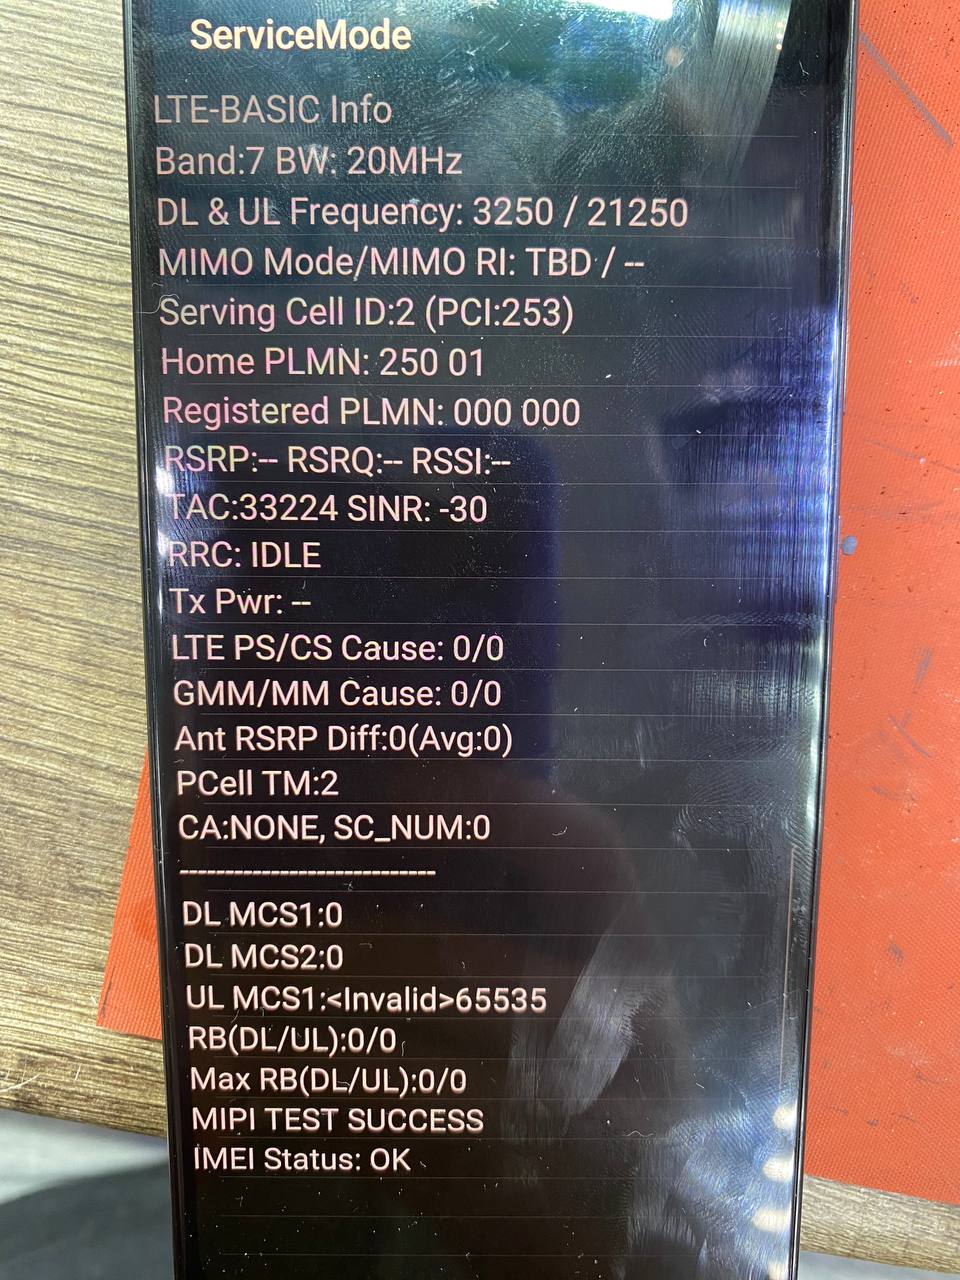 ServiceMode
LTE-BASIC Info
Band:7 BW: 20MHz
DL & UL Frequency: 3250 / 21250
MIMO Mode/MIMO RI: TBD / --
Serving Cell ID:2 (PCI:253)
Home PLMN: 250 01
Registered PLMN: 000 000
RSRP:-- RSRQ:-- RSSI:--
TAC:33224 SINR: -30
RRC: IDLE
Tx Pwr: --
LTE PS/CS Cause: 0/0
GMM/MM Cause: 0/0
Ant RSRP Diff:0(Avg:0)
PCell TM:2
CA:NONE, SC_NUM:0
----------------------------
DL MCS1:0
DL MCS2:0
UL MCS1:<Invalid>65535
RB(DL/UL):0/0
Max RB(DL/UL):0/0
MIPI TEST SUCCESS
IMEI Status: OK